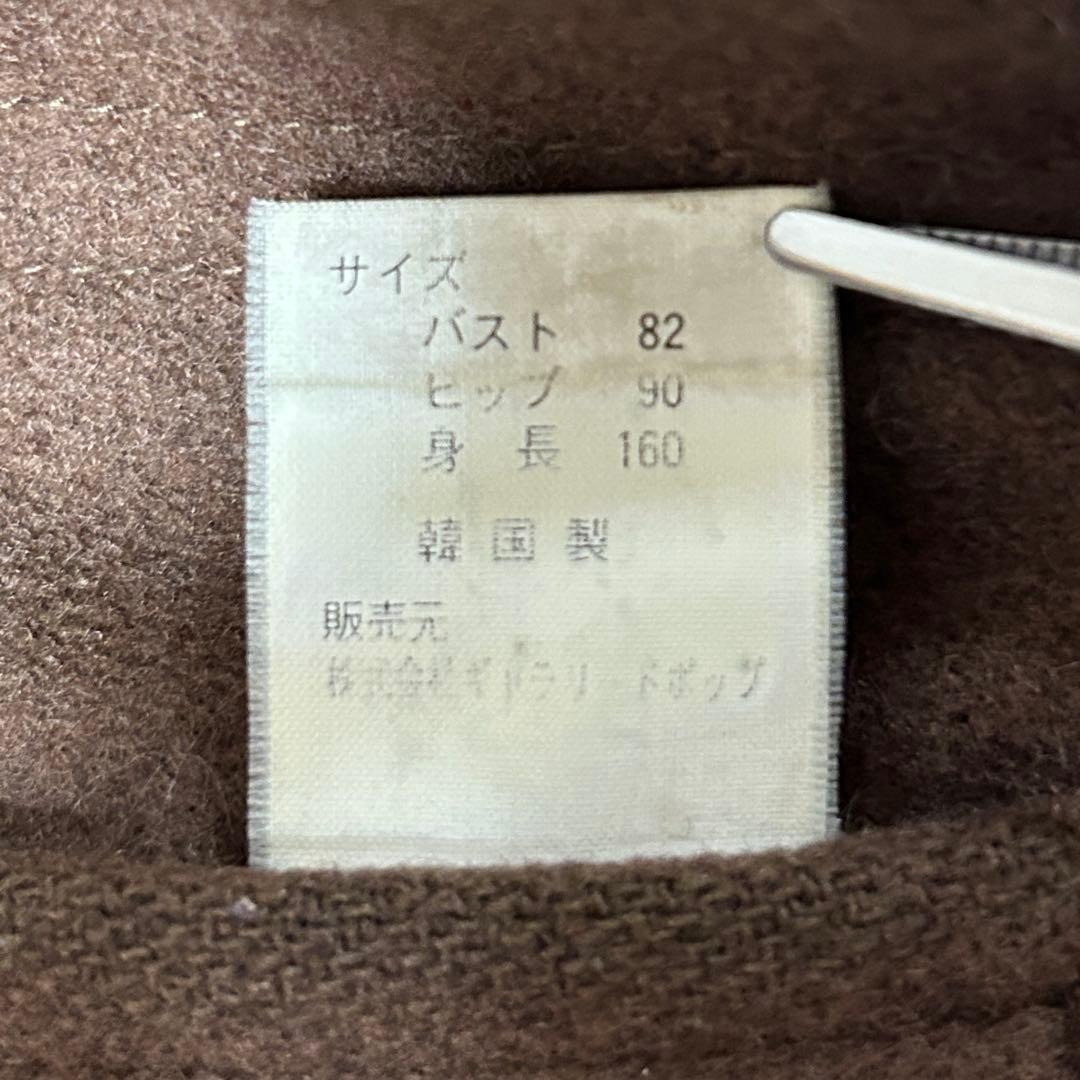 サイズ
バスト 82
ヒップ 90
身長 160
韓国製
販売元
株式会社ギャラリートポップ